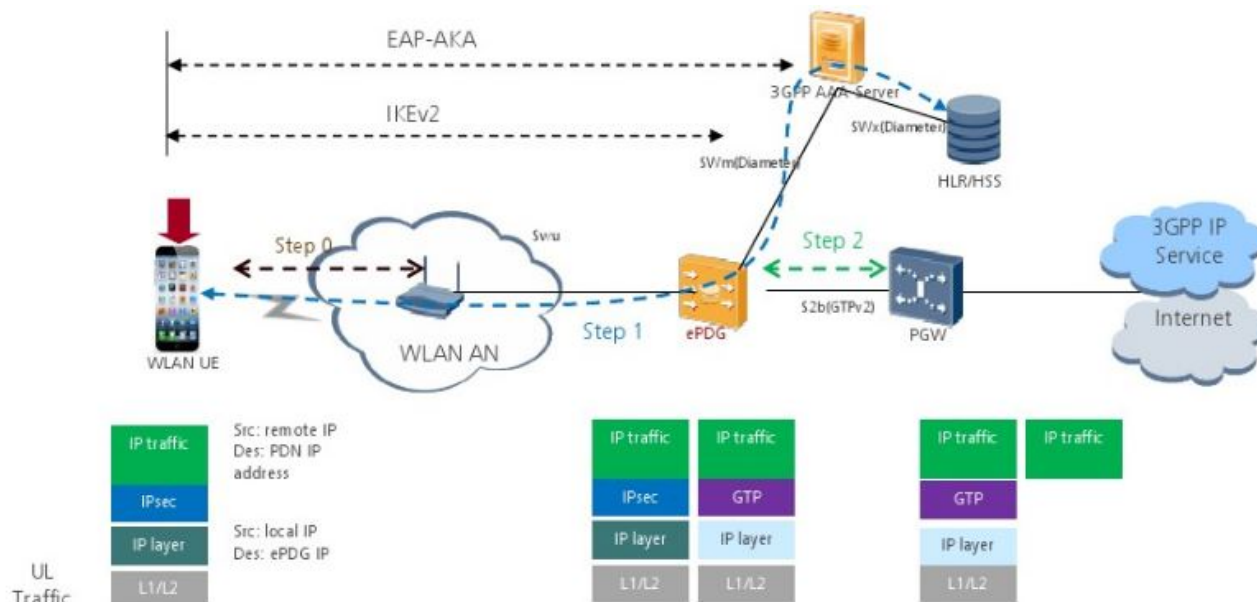 EAP-AKA
3GPP AAA Server
IKEv2
SWx(Diameter)
SWm(Diameter)
HLR/HSS
Step 0
Swu
Step 2
3GPP IP
Service
S2b(GTPv2)
Internet
Step 1
ePDG
PGW
WLAN AN
WLAN UE
IP traffic
Src: remote IP
Des: PDN IP
address
IP traffic
IP traffic
IP traffic
IP traffic
IPsec
IPsec
GTP
GTP
IP layer
Src: local IP
Des: ePDG IP
IP layer
IP layer
IP layer
UL
Traffic
L1/L2
L1/L2
L1/L2
L1/L2